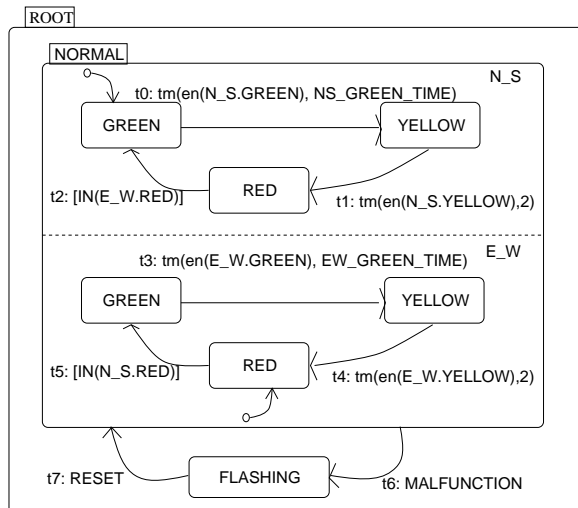 ROOT
NORMAL
N_S
t0: tm(en(N_S.GREEN), NS_GREEN_TIME)
GREEN
YELLOW
RED
t2: [IN(E_W.RED)]
t1: tm(en(N_S.YELLOW),2)
E_W
t3: tm(en(E_W.GREEN), EW_GREEN_TIME)
GREEN
YELLOW
RED
t5: [IN(N_S.RED)]
t4: tm(en(E_W.YELLOW),2)
t7: RESET
FLASHING
t6: MALFUNCTION